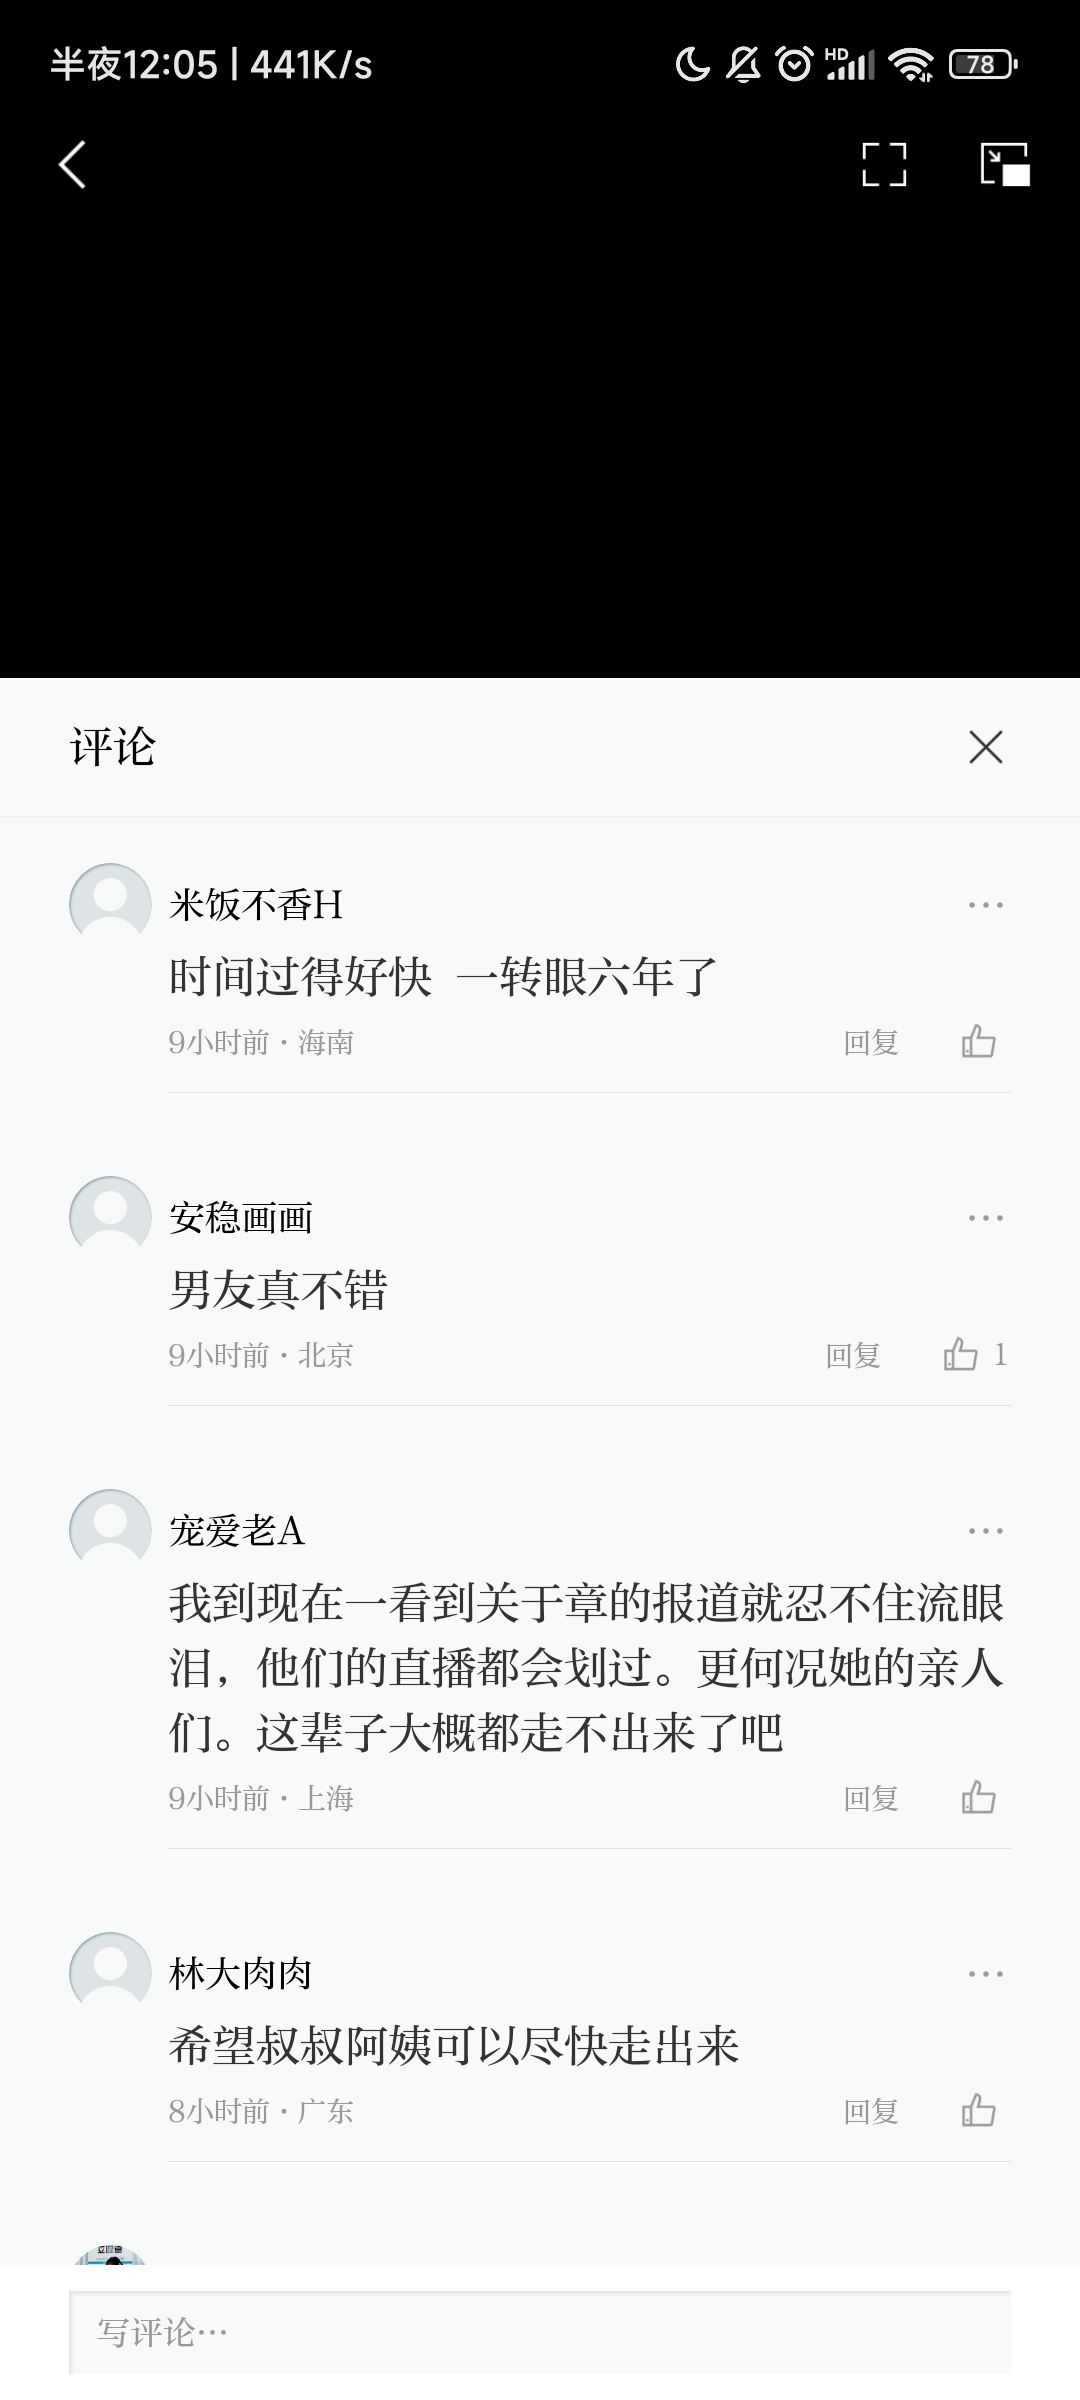 半夜12:05 | 441K/s
HD
78
评论
米饭不香H
时间过得好快 一转眼六年了
9小时前 · 海南
回复
安稳画画
男友真不错
9小时前 · 北京
回复
1
宠爱老A
我到现在一看到关于章的报道就忍不住流眼
泪，他们的直播都会划过。更何况她的亲人
们。这辈子大概都走不出来了吧
9小时前 · 上海
回复
林大肉肉
希望叔叔阿姨可以尽快走出来
8小时前 · 广东
回复
写评论…